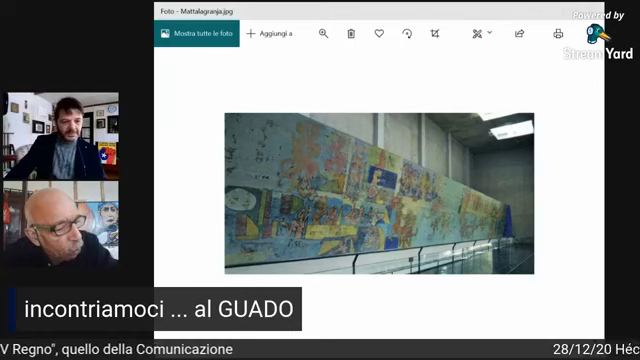 Foto - Mattalagranja.jpg
Powered by
StreamYard
Mostra tutte le foto
Aggiungi a
incontriamoci ... al GUADO
V Regno", quello della Comunicazione
28/12/20 Héc